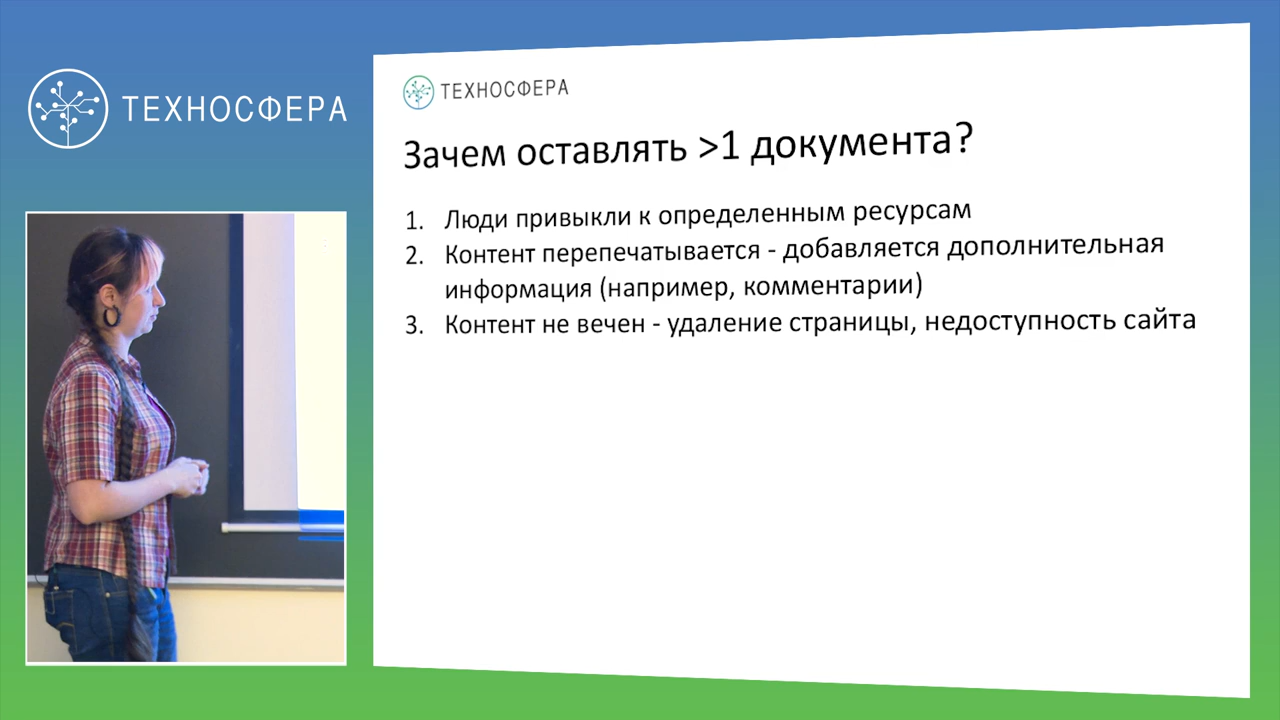 ТЕХНОСФЕРА
ТЕХНОСФЕРА
Зачем оставлять >1 документа?
1. Люди привыкли к определенным ресурсам
2. Контент перепечатывается - добавляется дополнительная
информация (например, комментарии)
3. Контент не вечен - удаление страницы, недоступность сайта